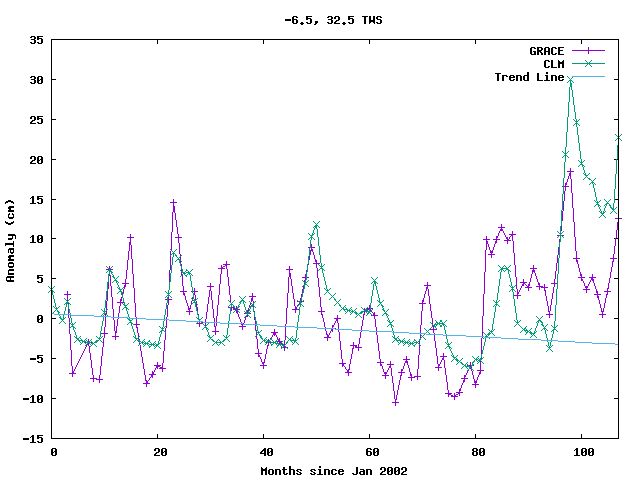 -6.5, 32.5 TWS
GRACE
CLM
Trend Line
35
30
25
20
15
10
5
0
-5
-10
-15
Anomaly (cm)
0 20 40 60 80 100
Months since Jan 2002